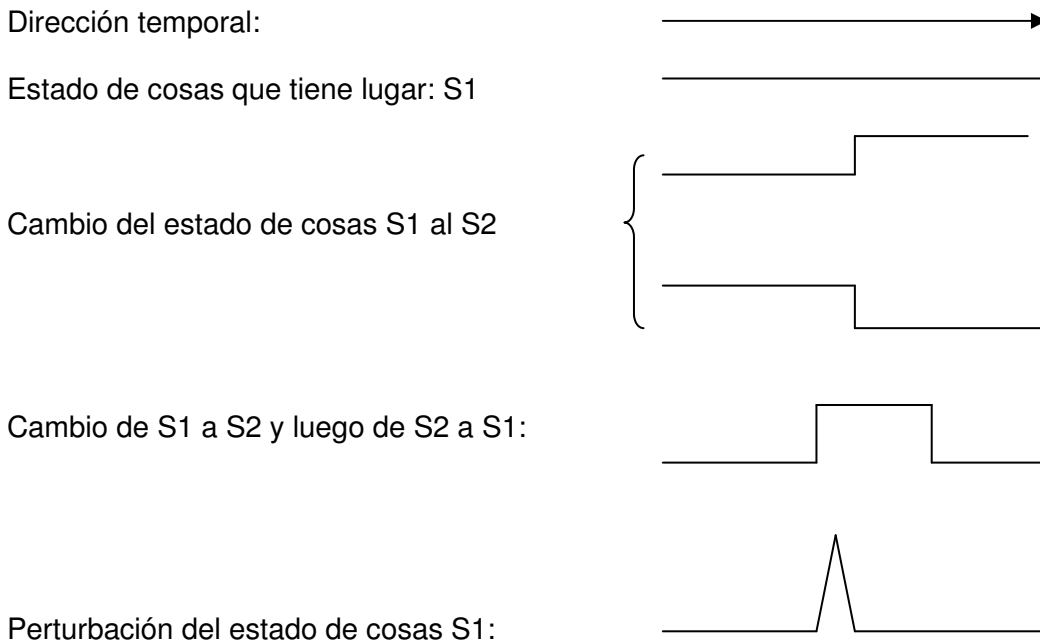 Dirección temporal:
Estado de cosas que tiene lugar: S1
Cambio del estado de cosas S1 al S2
Cambio de S1 a S2 y luego de S2 a S1:
Perturbación del estado de cosas S1: